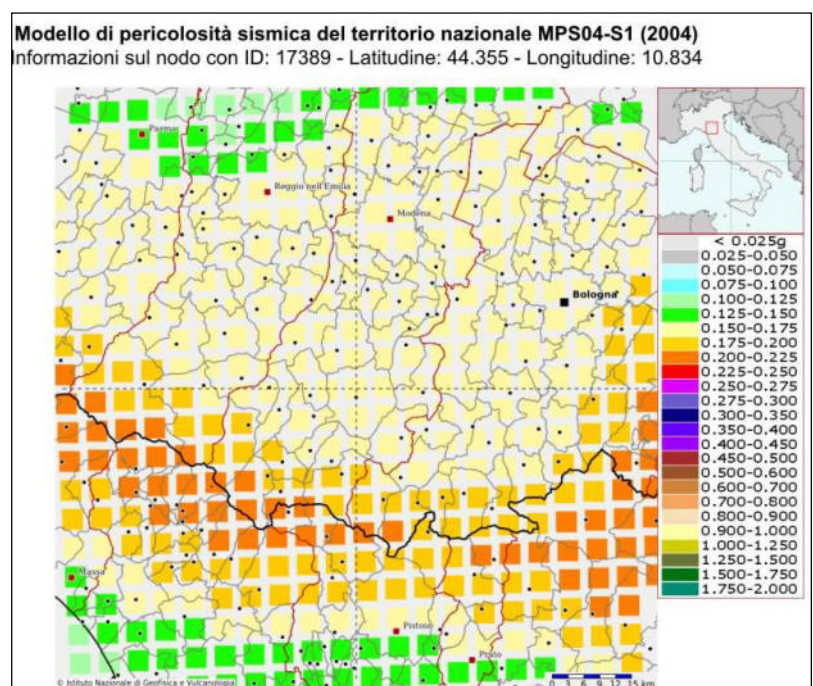 Modello di pericolosità sismica del territorio nazionale MPS04-S1 (2004)
Informazioni sul nodo con ID: 17389 - Latitudine: 44.355 - Longitudine: 10.834
Parma
Reggio nell'Emilia
Modena
Bologna
Massa
Pistoia
Prato
© Istituto Nazionale di Geofisica e Vulcanologia
0 3 6 9 12 15 km
< 0.025g
0.025-0.050
0.050-0.075
0.075-0.100
0.100-0.125
0.125-0.150
0.150-0.175
0.175-0.200
0.200-0.225
0.225-0.250
0.250-0.275
0.275-0.300
0.300-0.350
0.350-0.400
0.400-0.450
0.450-0.500
0.500-0.600
0.600-0.700
0.700-0.800
0.800-0.900
0.900-1.000
1.000-1.250
1.250-1.500
1.500-1.750
1.750-2.000